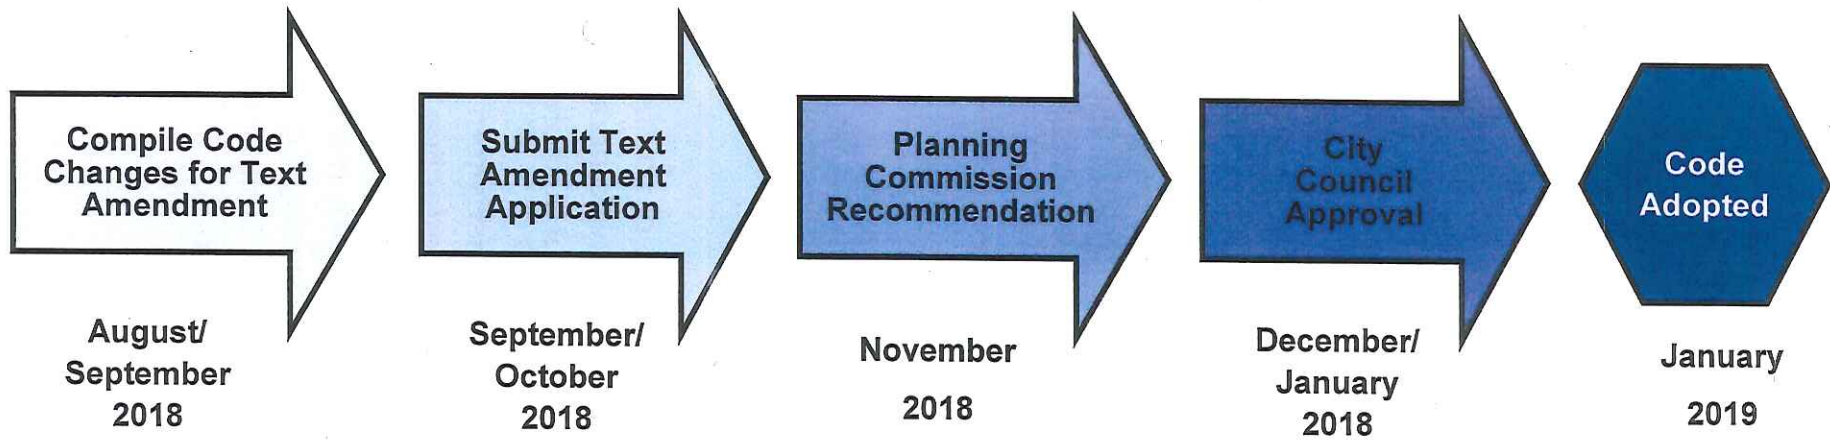 Compile Code
Changes for Text
Amendment
August/
September
2018
Submit Text
Amendment
Application
September/
October
2018
Planning
Commission
Recommendation
November
2018
City
Council
Approval
December/
January
2018
Code
Adopted
January
2019